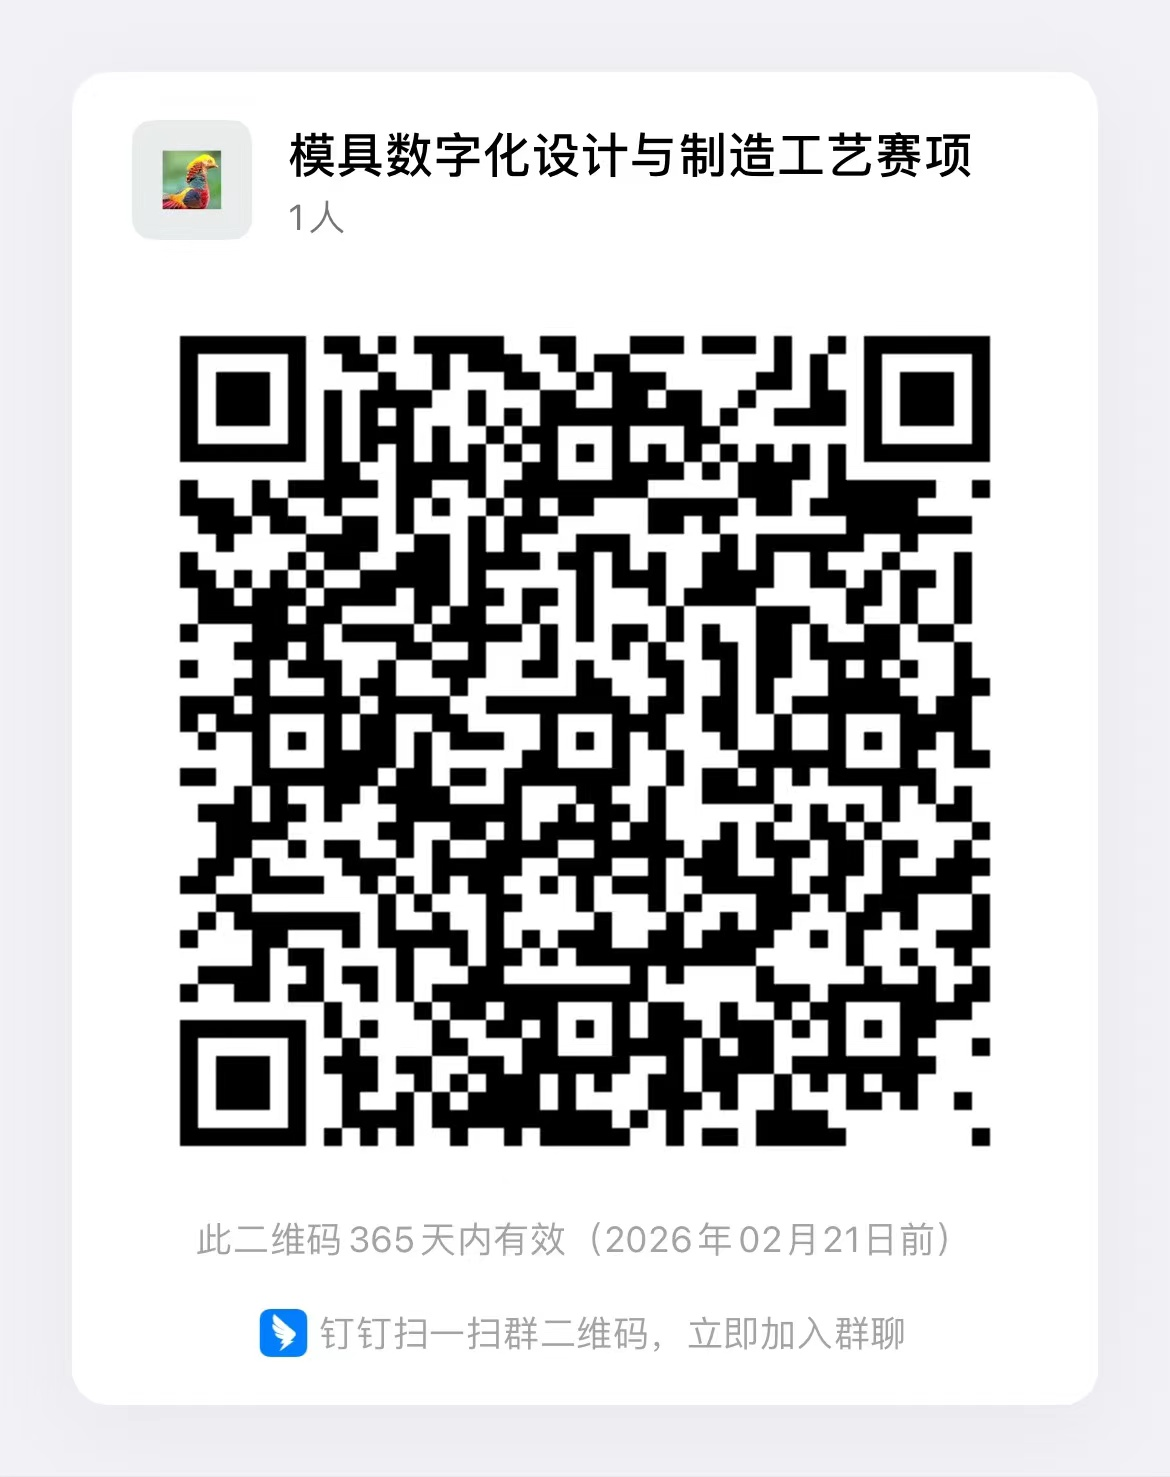 模具数字化设计与制造工艺赛项
1人
此二维码365天内有效（2026年02月21日前）
钉钉扫一扫群二维码，立即加入群聊